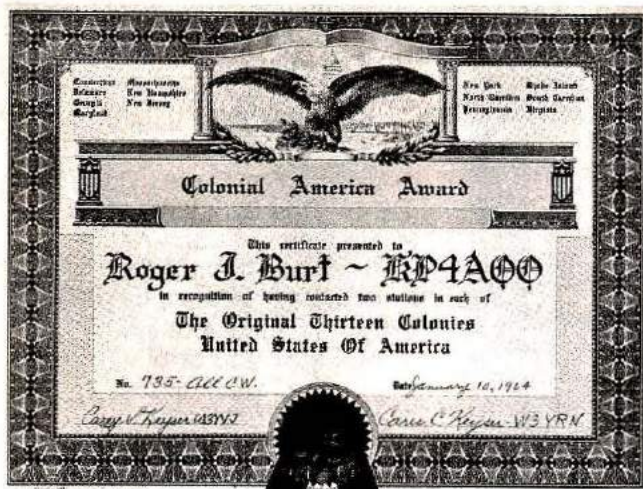 Connecticut Massachusetts
Delaware New Hampshire
Georgia New Jersey
Maryland
New York Rhode Island
North Carolina South Carolina
Pennsylvania Virginia
Colonial America Award
This certificate presented to
Roger J. Burt ~ KP4AOO
in recognition of having contacted two stations in each of
The Original Thirteen Colonies
United States Of America
No. 735 - All CW.
Date January 10, 1964
Keyser
Keyser - W3YRN